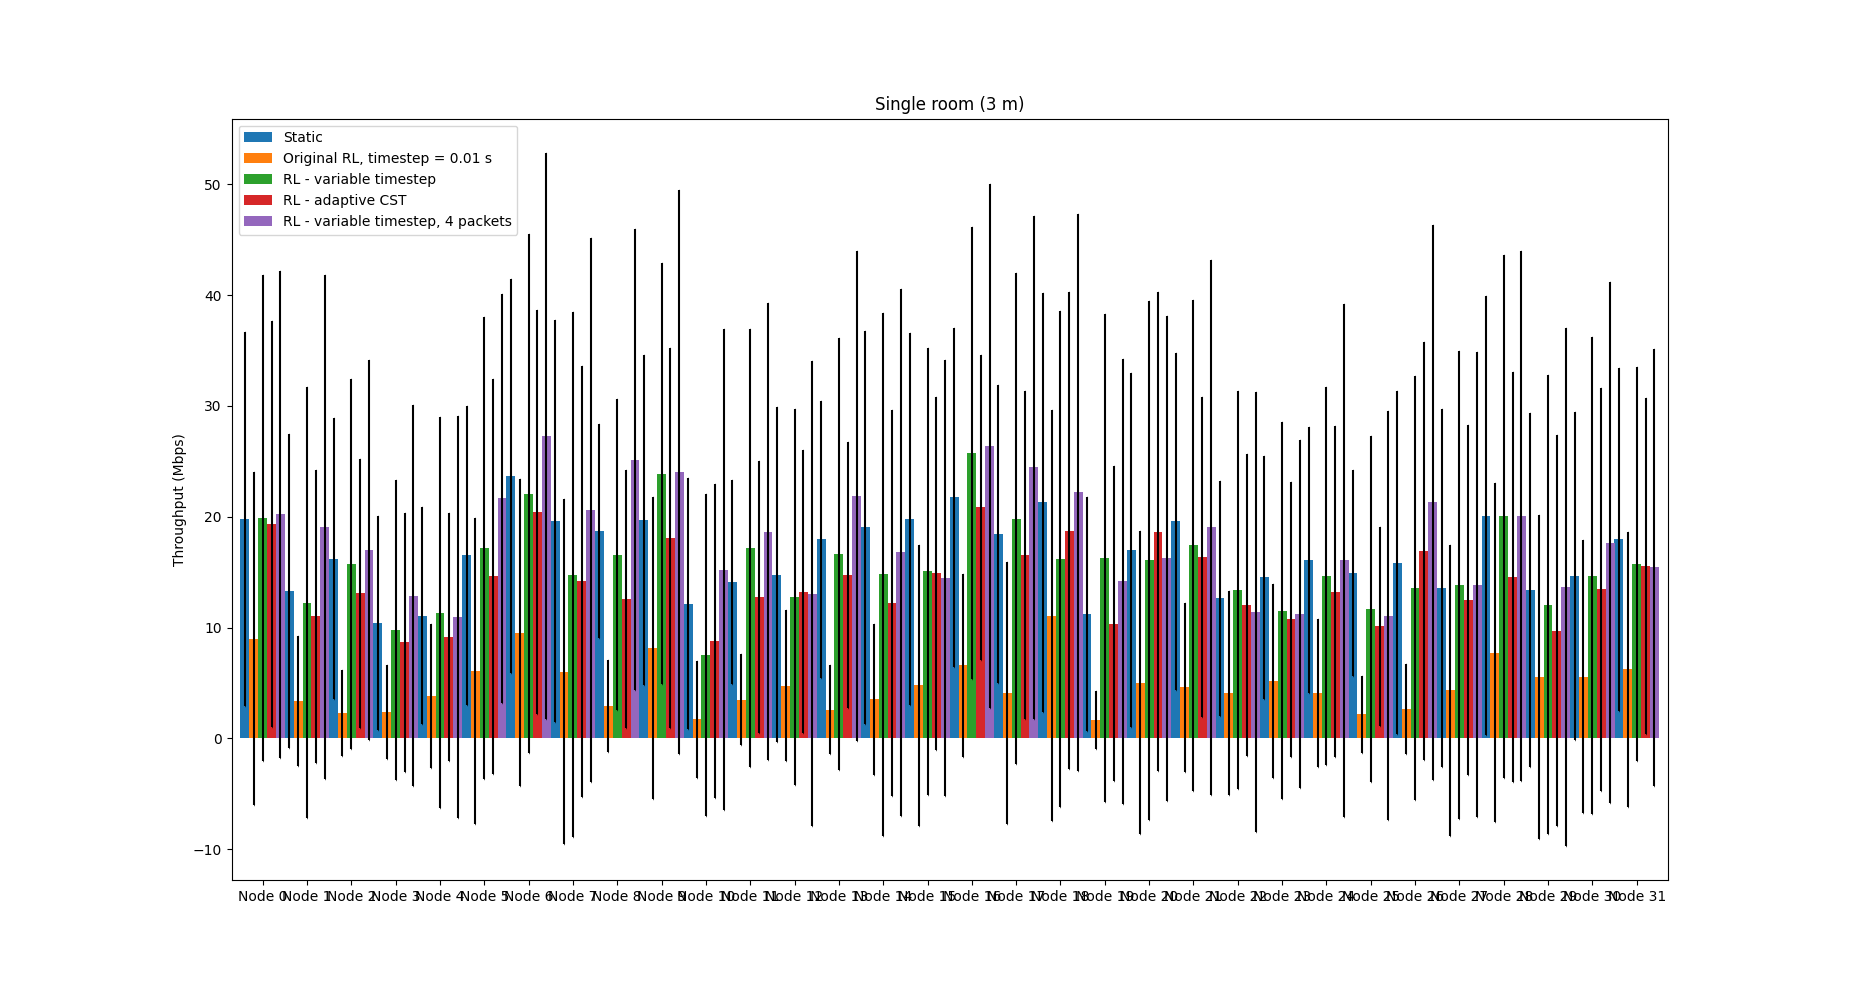 Single room (3 m)
Static
Original RL, timestep = 0.01 s
RL - variable timestep
RL - adaptive CST
RL - variable timestep, 4 packets
50
40
30
20
10
0
−10
Throughput (Mbps)
Node 0 Node 1 Node 2 Node 3 Node 4 Node 5 Node 6 Node 7 Node 8 Node 9 Node 10 Node 11 Node 12 Node 13 Node 14 Node 15 Node 16 Node 17 Node 18 Node 19 Node 20 Node 21 Node 22 Node 23 Node 24 Node 25 Node 26 Node 27 Node 28 Node 29 Node 30 Node 31